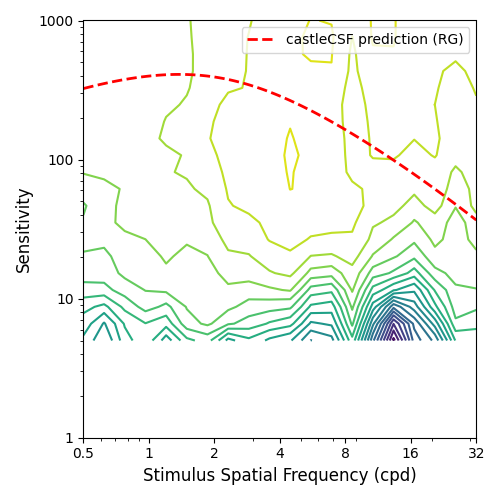 1000
castleCSF prediction (RG)
100
10
1
Sensitivity
0.5 1 2 4 8 16 32
Stimulus Spatial Frequency (cpd)